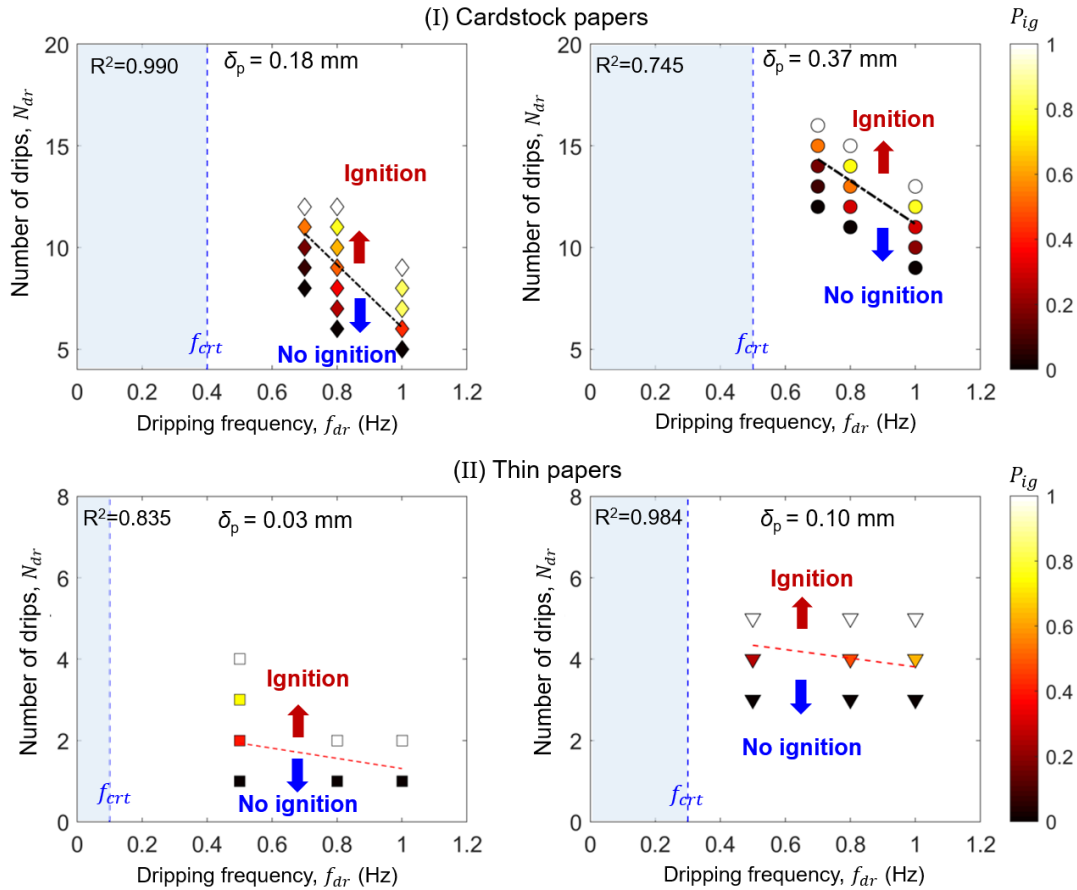 (I) Cardstock papers
P_ig
R²=0.990
δ_p = 0.18 mm
Number of drips, N_dr
20
15
10
5
Ignition
No ignition
f_crt
0 0.2 0.4 0.6 0.8 1 1.2
Dripping frequency, f_dr (Hz)
R²=0.745
δ_p = 0.37 mm
Number of drips, N_dr
20
15
10
5
Ignition
No ignition
f_crt
0 0.2 0.4 0.6 0.8 1 1.2
Dripping frequency, f_dr (Hz)
1
0.8
0.6
0.4
0.2
0
(II) Thin papers
P_ig
R²=0.835
δ_p = 0.03 mm
Number of drips, N_dr
8
6
4
2
0
Ignition
No ignition
f_crt
0 0.2 0.4 0.6 0.8 1 1.2
Dripping frequency, f_dr (Hz)
R²=0.984
δ_p = 0.10 mm
Number of drips, N_dr
8
6
4
2
0
Ignition
No ignition
f_crt
0 0.2 0.4 0.6 0.8 1 1.2
Dripping frequency, f_dr (Hz)
1
0.8
0.6
0.4
0.2
0